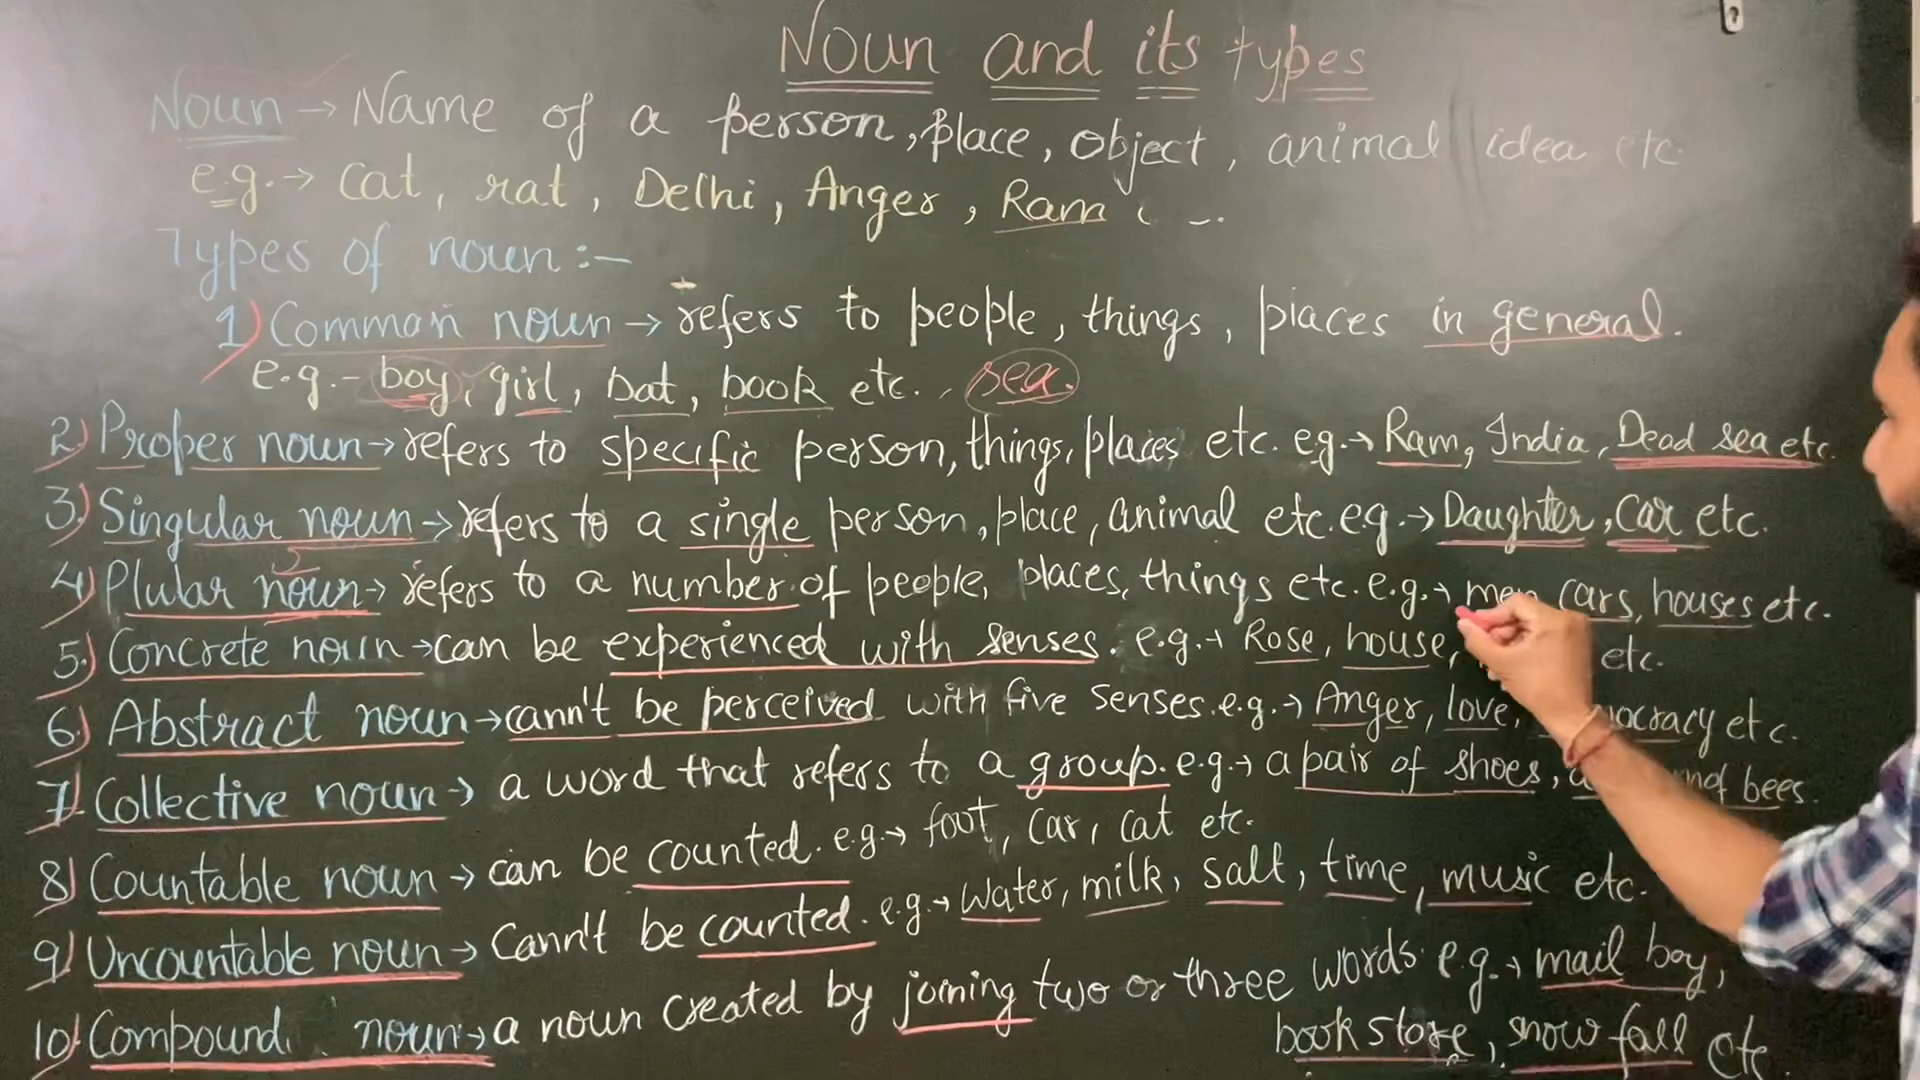 Noun and its types
Noun → Name of a person, place, object, animal idea etc
e.g. → cat, rat, Delhi, Anger, Ram, ...
Types of noun :-
1) Common noun → refers to people, things, places in general.
e.g.- boy, girl, bat, book etc., sea.
2) Proper noun → refers to specific person, things, places etc. eg. → Ram, India, Dead sea etc.
3) Singular noun → refers to a single person, place, animal etc. eg. → Daughter, Car etc.
4) Plular noun → refers to a number of people, places, things etc. e.g. → men cars, houses etc.
5) Concrete noun → can be experienced with senses. e.g. → Rose, house, etc.
6) Abstract noun → cann't be perceived with five senses. e.g. → Anger, love, etc.
7) Collective noun → a word that refers to a group. e.g. → a pair of shoes, of bees.
8) Countable noun → can be counted. e.g. → foot, car, cat etc.
9) Uncountable noun → Cann't be counted. e.g. → Water, milk, salt, time, music etc.
10) Compound noun → a noun created by joining two or three words. e.g. → mail boy,
book store, snow fall etc.